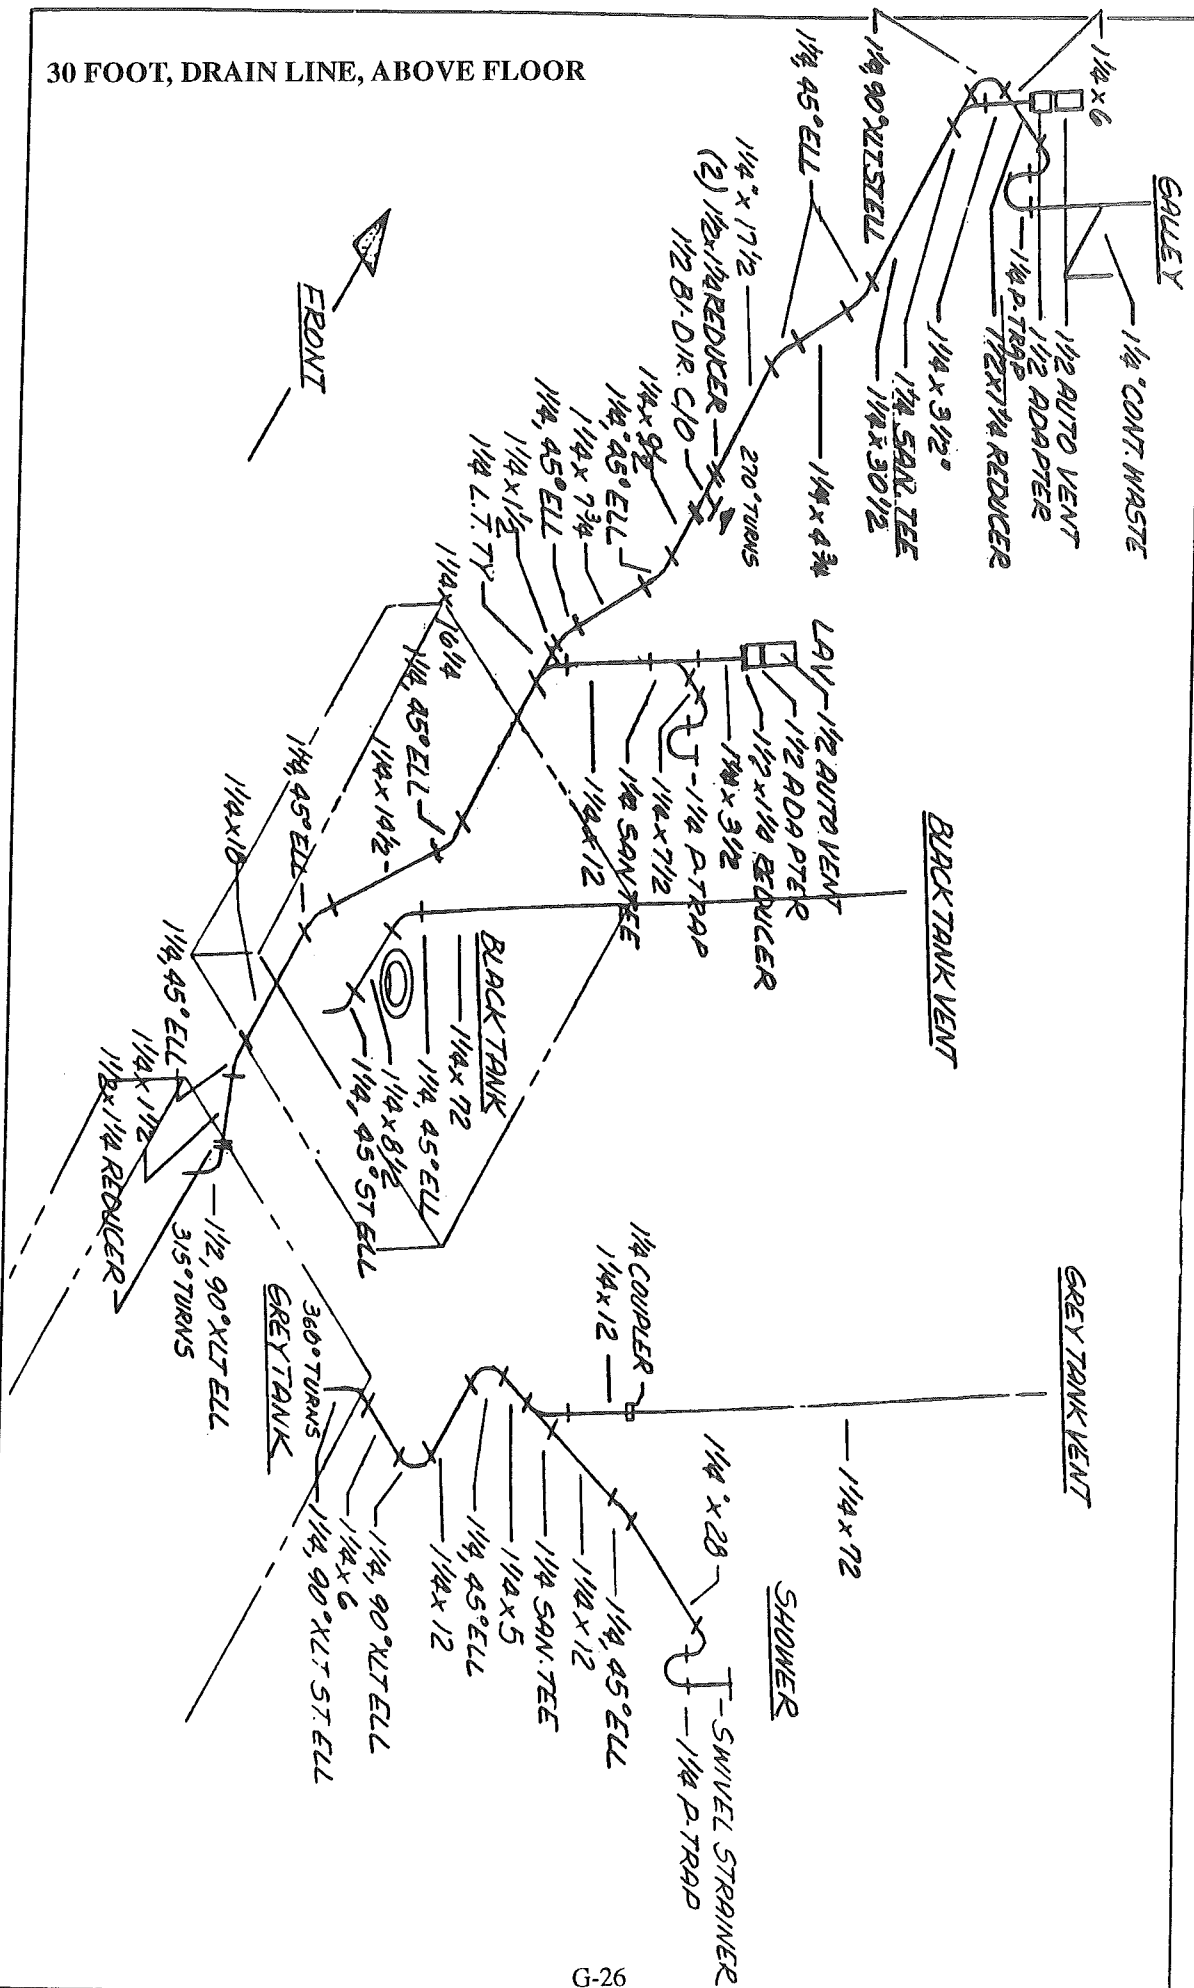 30 FOOT, DRAIN LINE, ABOVE FLOOR
GALLEY
1¼ x 6
1¼" CONT. WASTE
1½ AUTO VENT
1½ ADAPTER
1¼ P-TRAP
1½ x 1¼ REDUCER
1¼ x 3½"
1¼ SAN. TEE
1¼ x 30½
1¼, 90° XLT ST ELL
1¼, 45° ELL
1¼ x 4¾
1¼" x 17½
270° TURNS
(2) 1½ x 1¼ REDUCER
1½ BI-DIR. C/O
1¼ x 9½
1¼, 45° ELL
1¼ x 7¾
1¼, 45° ELL
1¼ x 1½
1¼ L.T. TY
FRONT
LAV
1½ AUTO VENT
1½ ADAPTER
1½ x 1¼ REDUCER
1¼ x 3½
1¼ P-TRAP
1¼ x 7½
1¼ SAN TEE
1¼ x 12
1¼ x 16¼
1¼, 45° ELL
1¼ x 14½
1¼, 45° ELL
1¼ x 18
1¼, 45° ELL
1¼ x 1½
1½ x 1¼ REDUCER
1½, 90° XLT ELL
315° TURNS
BLACK TANK VENT
BLACK TANK
1¼ x 72
1¼, 45° ELL
1¼ x 8½
1¼, 45° ST ELL
GREY TANK VENT
1¼ x 72
1¼ COUPLER
1¼ x 12
GREY TANK
360° TURNS
SHOWER
1¼" x 28
SWIVEL STRAINER
1¼ P-TRAP
1¼, 45° ELL
1¼ x 12
1¼ SAN. TEE
1¼ x 5
1¼, 45° ELL
1¼ x 12
1¼, 90° XLT ELL
1¼ x 6
1¼, 90° XLT ST. ELL
G-26